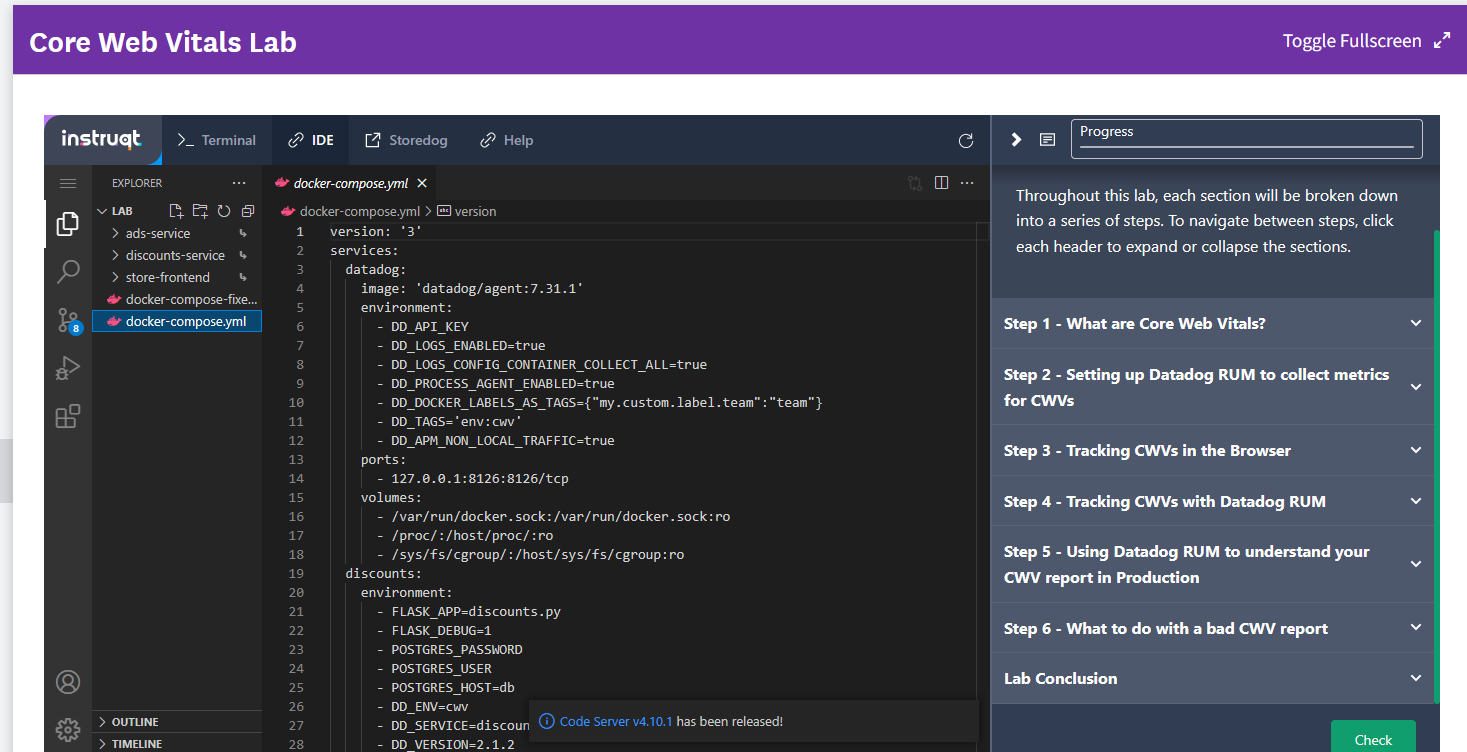 Core Web Vitals Lab
Toggle Fullscreen
instruqt
Terminal
IDE
Storedog
Help
Progress
EXPLORER
LAB
ads-service
discounts-service
store-frontend
docker-compose-fixe...
docker-compose.yml
8
OUTLINE
TIMELINE
docker-compose.yml
docker-compose.yml > version
1 version: '3'
2 services:
3 datadog:
4 image: 'datadog/agent:7.31.1'
5 environment:
6 - DD_API_KEY
7 - DD_LOGS_ENABLED=true
8 - DD_LOGS_CONFIG_CONTAINER_COLLECT_ALL=true
9 - DD_PROCESS_AGENT_ENABLED=true
10 - DD_DOCKER_LABELS_AS_TAGS={"my.custom.label.team":"team"}
11 - DD_TAGS='env:cwv'
12 - DD_APM_NON_LOCAL_TRAFFIC=true
13 ports:
14 - 127.0.0.1:8126:8126/tcp
15 volumes:
16 - /var/run/docker.sock:/var/run/docker.sock:ro
17 - /proc/:/host/proc/:ro
18 - /sys/fs/cgroup/:/host/sys/fs/cgroup:ro
19 discounts:
20 environment:
21 - FLASK_APP=discounts.py
22 - FLASK_DEBUG=1
23 - POSTGRES_PASSWORD
24 - POSTGRES_USER
25 - POSTGRES_HOST=db
26 - DD_ENV=cwv
27 - DD_SERVICE=discoun
28 - DD_VERSION=2.1.2
Code Server v4.10.1 has been released!
Throughout this lab, each section will be broken down
into a series of steps. To navigate between steps, click
each header to expand or collapse the sections.
Step 1 - What are Core Web Vitals?
Step 2 - Setting up Datadog RUM to collect metrics
for CWVs
Step 3 - Tracking CWVs in the Browser
Step 4 - Tracking CWVs with Datadog RUM
Step 5 - Using Datadog RUM to understand your
CWV report in Production
Step 6 - What to do with a bad CWV report
Lab Conclusion
Check